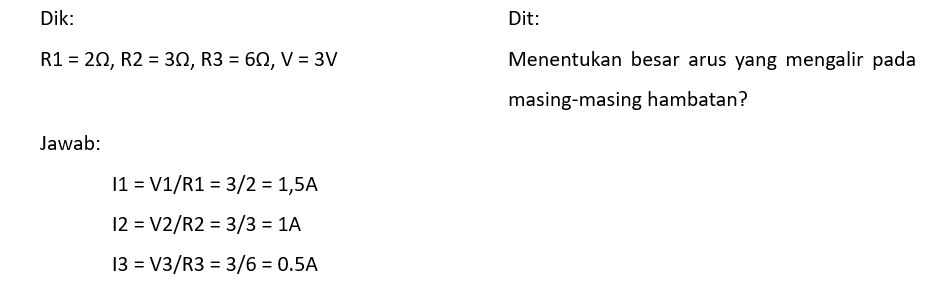 Dik:
R1 = 2Ω, R2 = 3Ω, R3 = 6Ω, V = 3V
Dit:
Menentukan besar arus yang mengalir pada
masing-masing hambatan?
Jawab:
I1 = V1/R1 = 3/2 = 1,5A
I2 = V2/R2 = 3/3 = 1A
I3 = V3/R3 = 3/6 = 0.5A